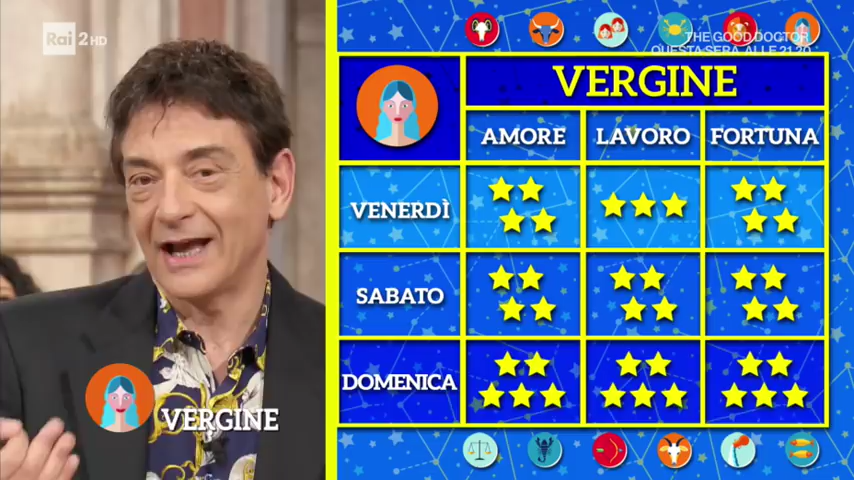 Rai 2 HD
THE GOOD DOCTOR
QUESTA SERA ALLE 21.20
VERGINE
AMORE LAVORO FORTUNA
VENERDÌ
SABATO
DOMENICA
VERGINE